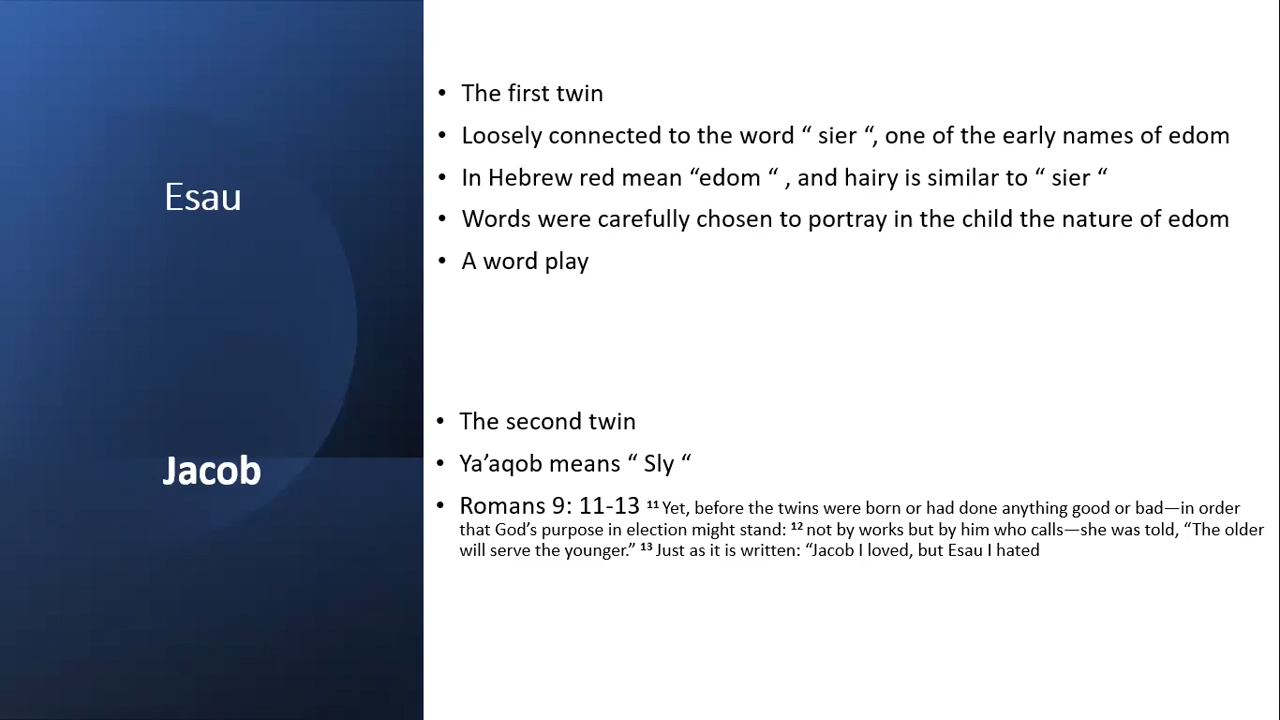 Esau
• The first twin
• Loosely connected to the word “ sier “, one of the early names of edom
• In Hebrew red mean “edom “ , and hairy is similar to “ sier “
• Words were carefully chosen to portray in the child the nature of edom
• A word play
Jacob
• The second twin
• Ya’aqob means “ Sly “
• Romans 9: 11-13 ¹¹ Yet, before the twins were born or had done anything good or bad—in order
that God’s purpose in election might stand: ¹² not by works but by him who calls—she was told, “The older
will serve the younger.” ¹³ Just as it is written: “Jacob I loved, but Esau I hated